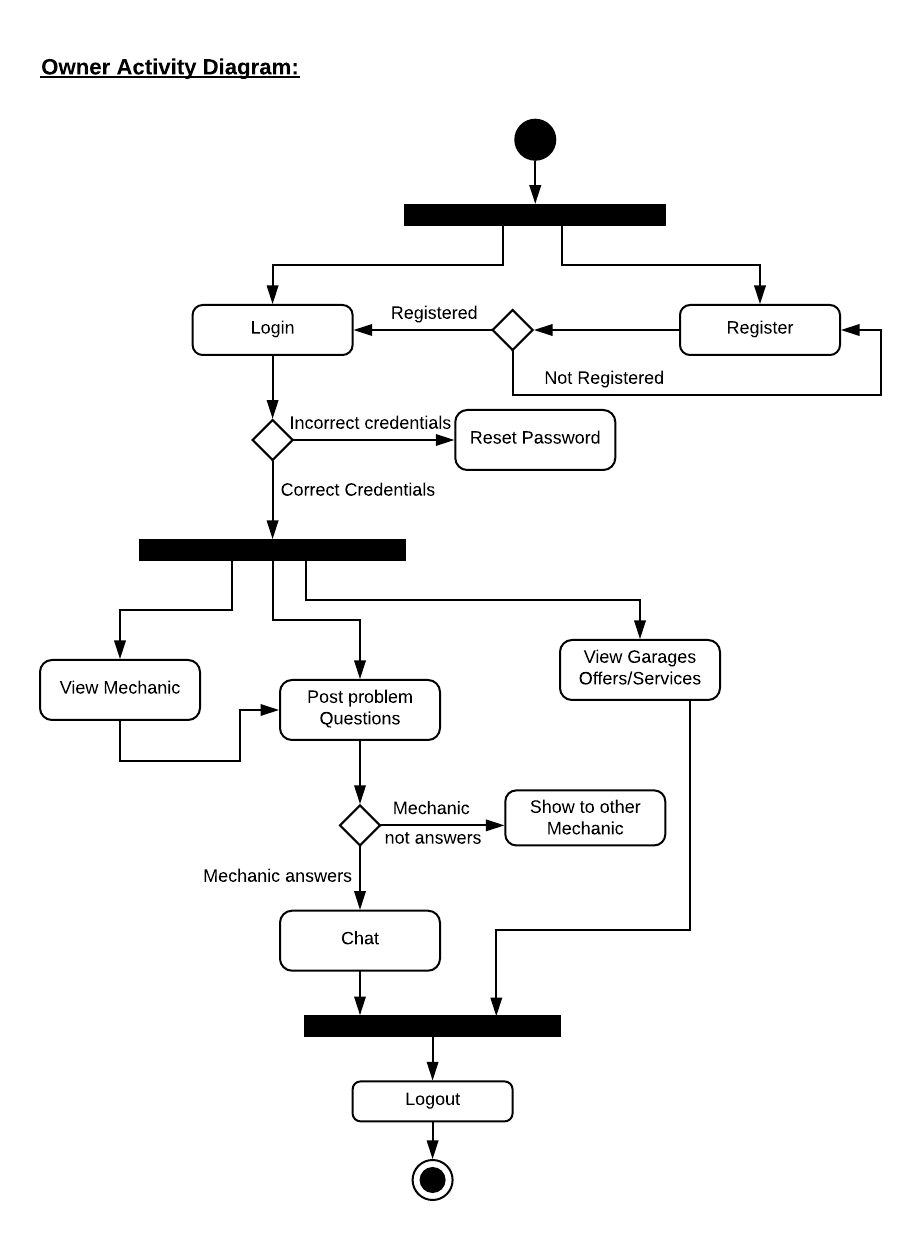 Owner Activity Diagram:
Registered
Login
Register
Not Registered
Incorrect credentials
Reset Password
Correct Credentials
View Garages
Offers/Services
View Mechanic
Post problem
Questions
Mechanic
not answers
Show to other
Mechanic
Mechanic answers
Chat
Logout